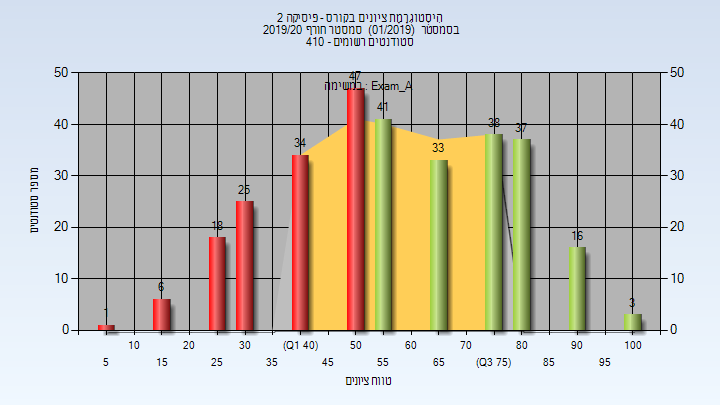 היסטוגרמת ציונים בקורס - פיסיקה 2
בסמסטר (01/2019) סמסטר חורף 2019/20
סטודנטים רשומים - 410
במשימה : Exam_A
מספר סטודנטים
50 40 30 20 10 0
50 40 30 20 10 0
1 6 18 25 34 47 41 33 38 37 16 3
10 20 30 (Q1 40) 50 60 70 80 90 100
5 15 25 35 45 55 65 (Q3 75) 85 95
טווח ציונים